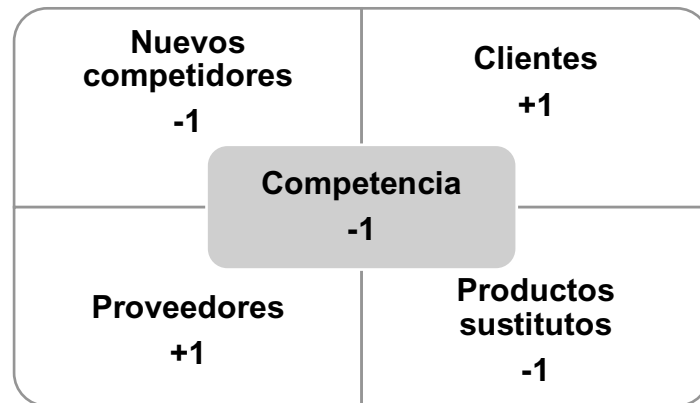 Nuevos
competidores
-1
Clientes
+1
Competencia
-1
Proveedores
+1
Productos
sustitutos
-1